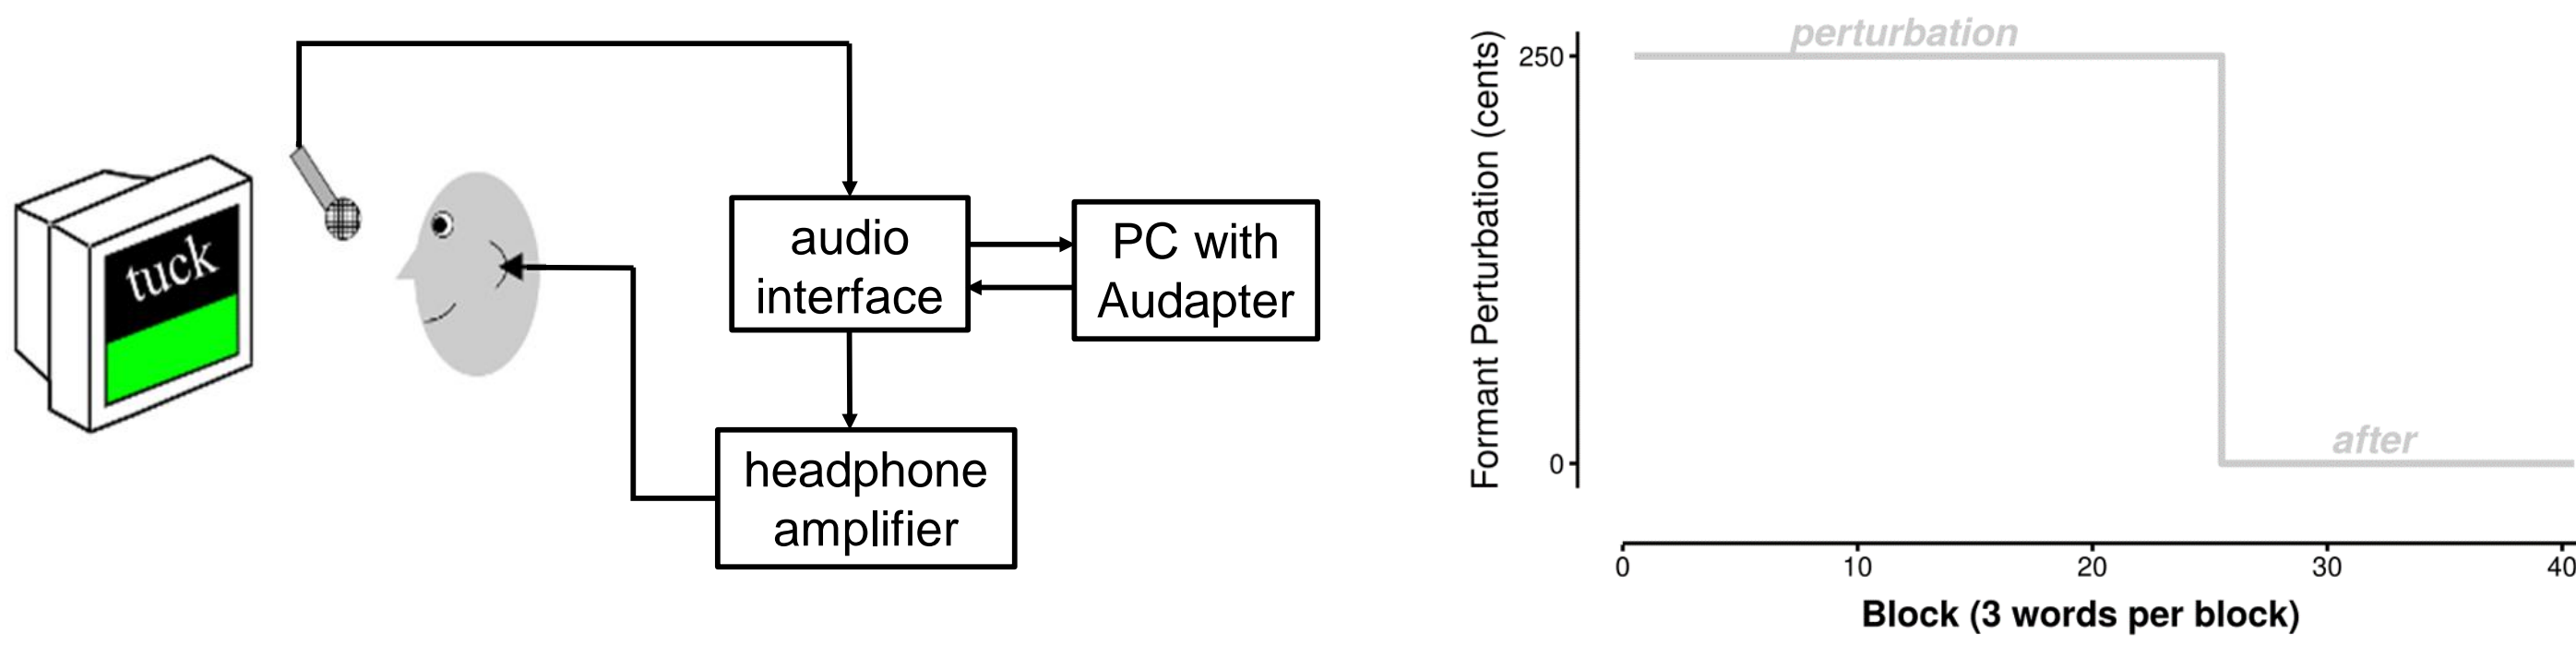 tuck
audio
interface
PC with
Audapter
headphone
amplifier
Formant Perturbation (cents)
250
0
perturbation
after
0
10
20
30
40
Block (3 words per block)